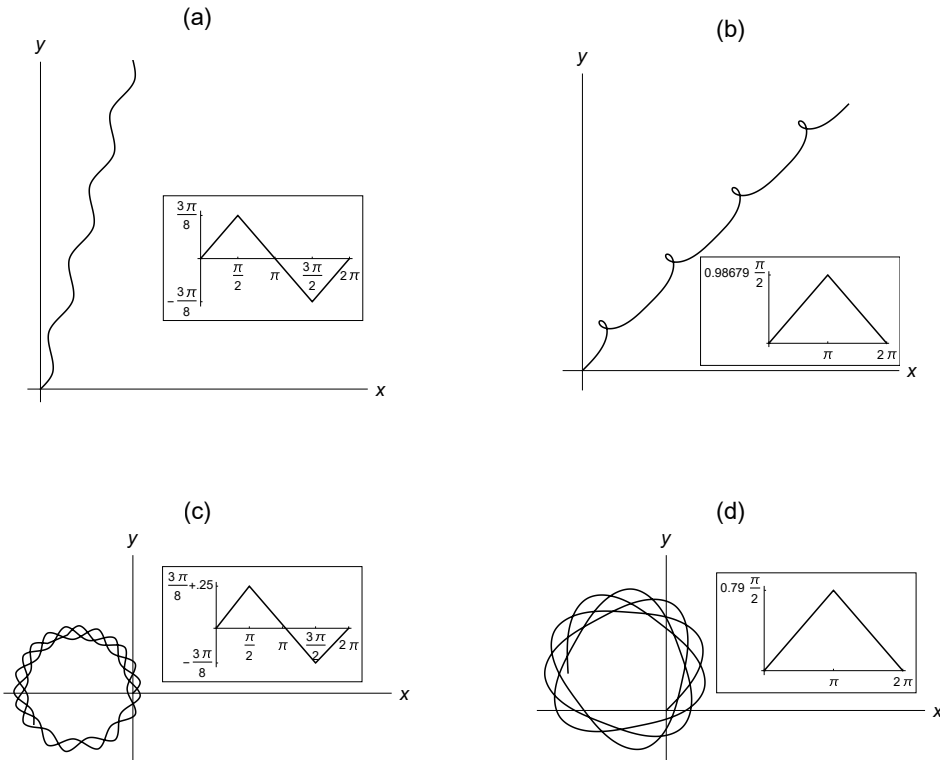 (a)
y
3π/8
-3π/8
π/2
π
3π/2
2π
x
(b)
y
0.98679 π/2
π
2π
x
(c)
y
3π/8+.25
-3π/8
π/2
π
3π/2
2π
x
(d)
y
0.79 π/2
π
2π
x